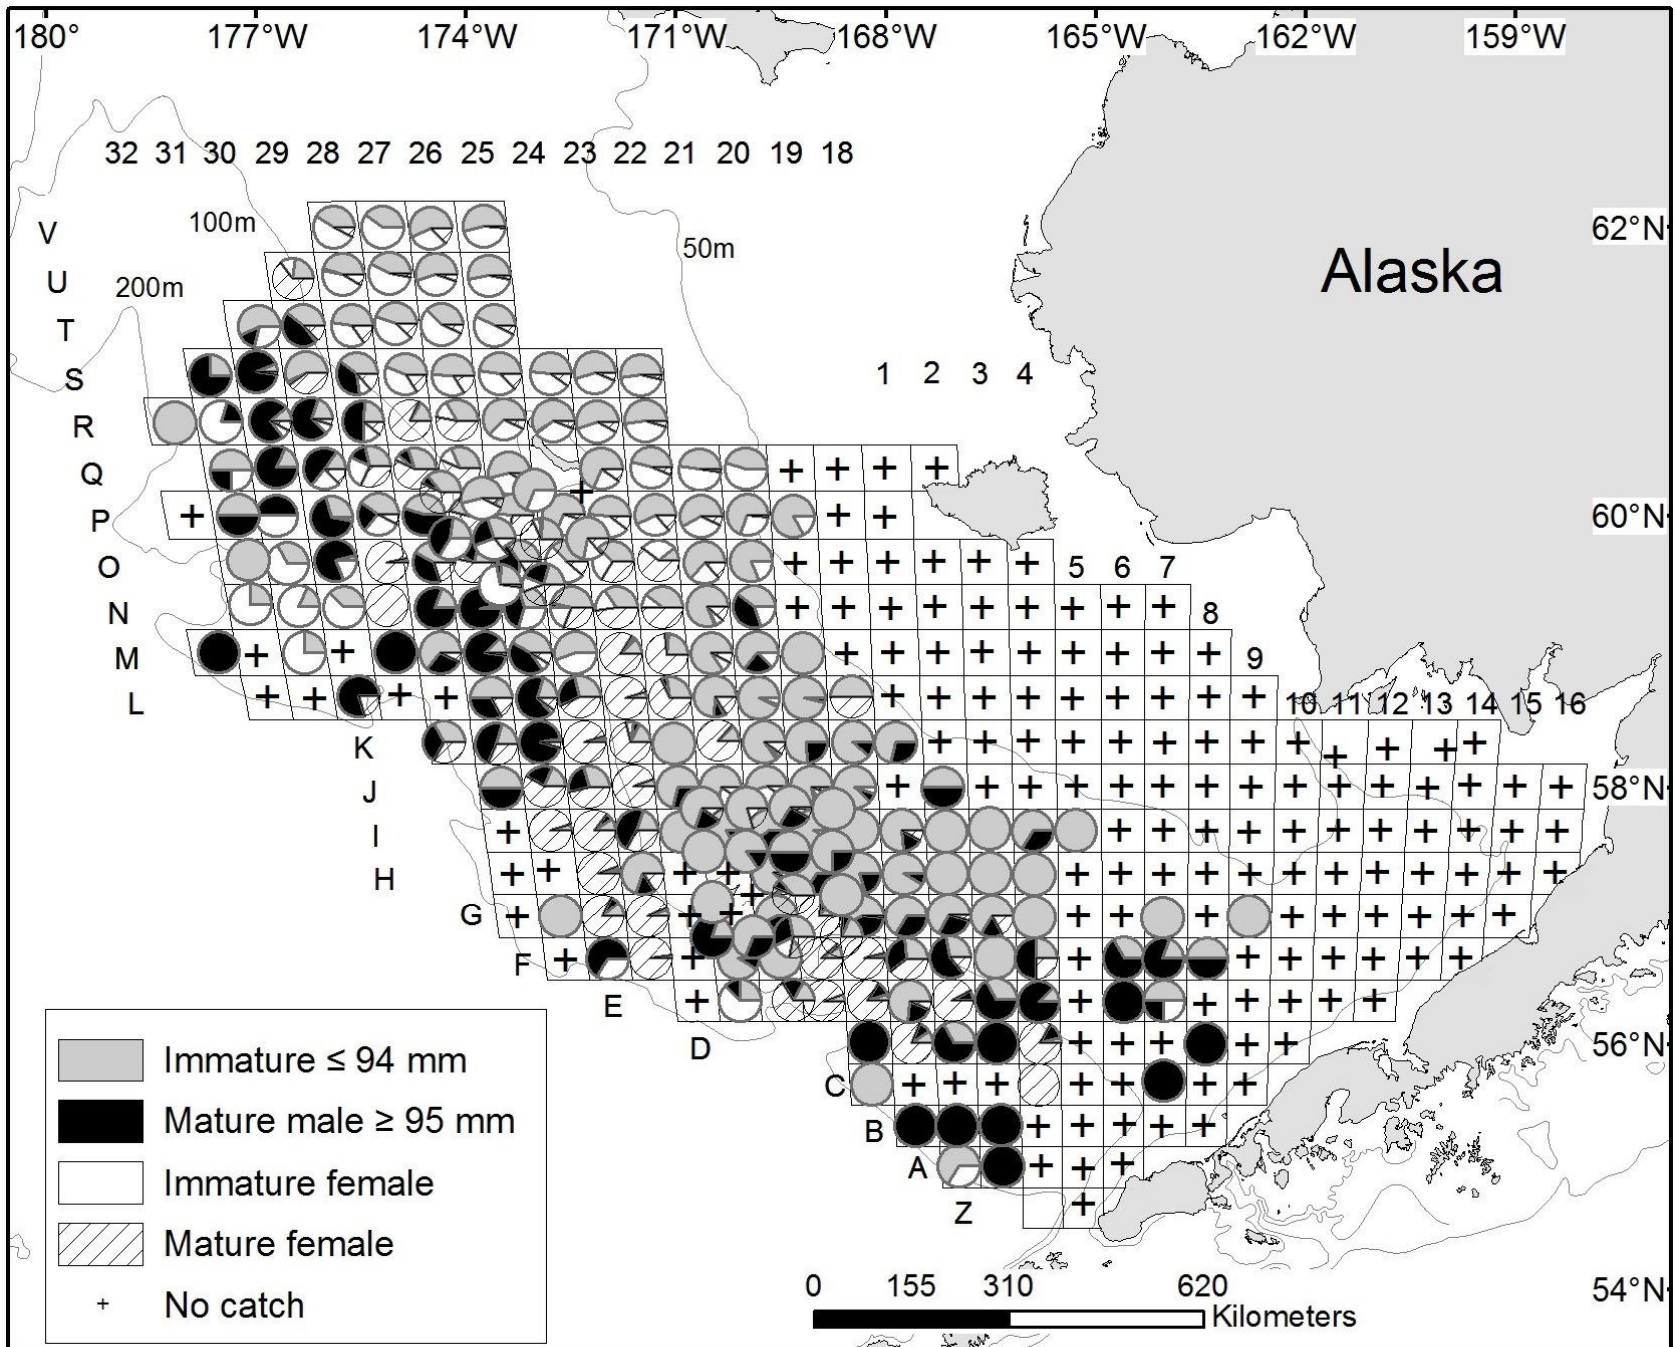 180° 177°W 174°W 171°W 168°W 165°W 162°W 159°W
32 31 30 29 28 27 26 25 24 23 22 21 20 19 18
V 100m 62°N
50m
U 200m Alaska
T
S 1 2 3 4
R
Q
P 60°N
O 5 6 7
N 8
M 9
L 10 11 12 13 14 15 16
K
J 58°N
I
H
G
F
E
D 56°N
C
B
A
Z
Immature ≤ 94 mm
Mature male ≥ 95 mm
Immature female
Mature female
+ No catch
0 155 310 620
Kilometers
54°N